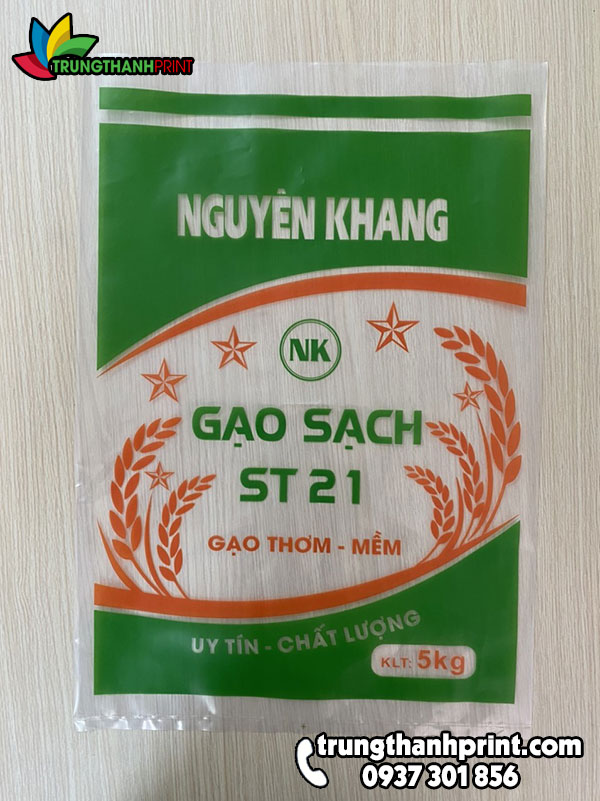 TRUNGTHANHPRINT
NGUYÊN KHANG
NK
GẠO SẠCH
ST 21
GẠO THƠM - MỀM
UY TÍN - CHẤT LƯỢNG
KLT: 5kg
trungthanhprint.com
0937 301 856